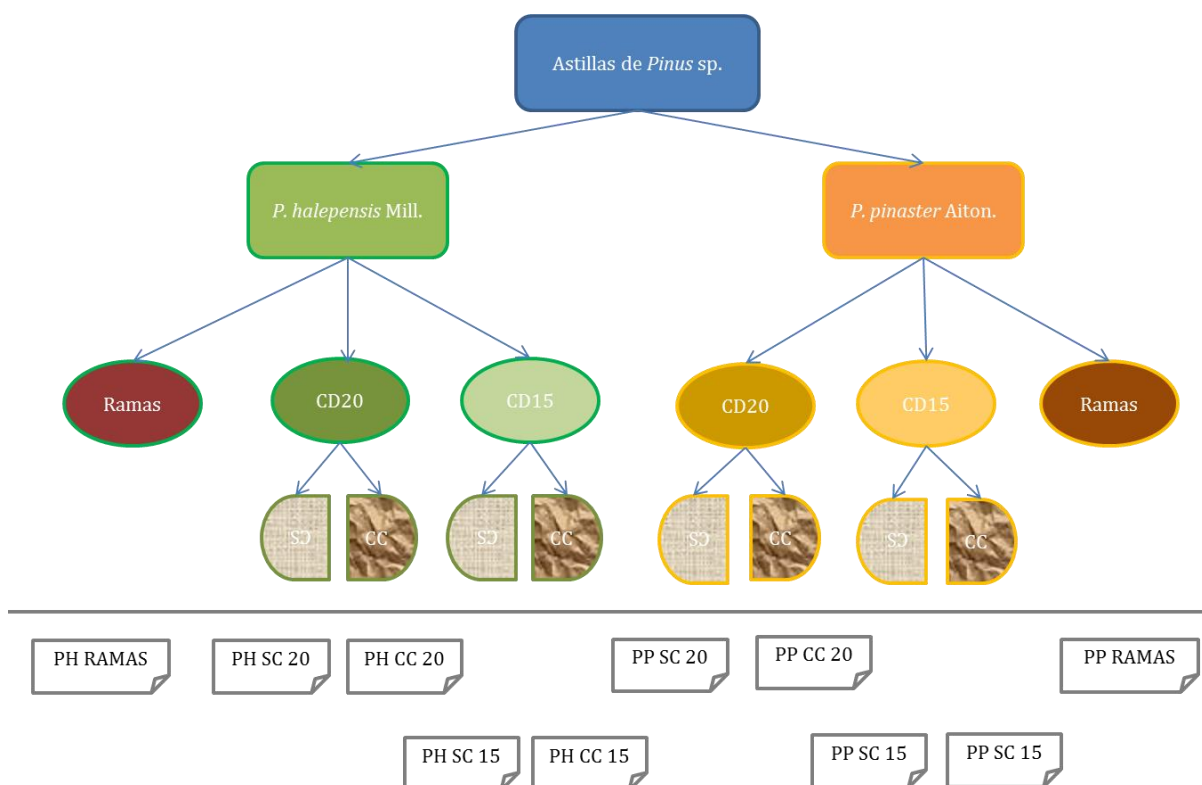 Astillas de Pinus sp.
P. halepensis Mill.
P. pinaster Aiton.
Ramas
CD20
CD15
CD20
CD15
Ramas
SC
CC
SC
CC
SC
CC
SC
CC
PH RAMAS
PH SC 20
PH CC 20
PP SC 20
PP CC 20
PP RAMAS
PH SC 15
PH CC 15
PP SC 15
PP SC 15